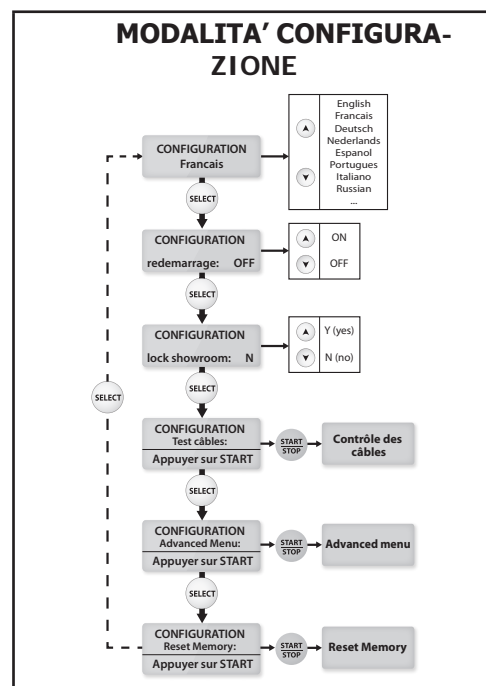 MODALITA’ CONFIGURA-
ZIONE
CONFIGURATION
Francais
English
Francais
Deutsch
Nederlands
Espanol
Portugues
Italiano
Russian
...
SELECT
CONFIGURATION
redemarrage: OFF
ON
OFF
SELECT
CONFIGURATION
lock showroom: N
Y (yes)
N (no)
SELECT
SELECT
CONFIGURATION
Test câbles:
Appuyer sur START
START
STOP
Contrôle des
câbles
SELECT
CONFIGURATION
Advanced Menu:
Appuyer sur START
START
STOP
Advanced menu
SELECT
CONFIGURATION
Reset Memory:
Appuyer sur START
START
STOP
Reset Memory